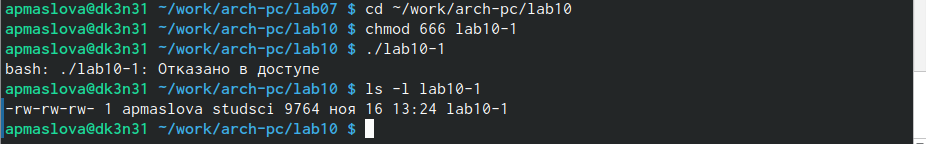 apmaslova@dk3n31 ~/work/arch-pc/lab07 $ cd ~/work/arch-pc/lab10
apmaslova@dk3n31 ~/work/arch-pc/lab10 $ chmod 666 lab10-1
apmaslova@dk3n31 ~/work/arch-pc/lab10 $ ./lab10-1
bash: ./lab10-1: Отказано в доступе
apmaslova@dk3n31 ~/work/arch-pc/lab10 $ ls -l lab10-1
-rw-rw-rw- 1 apmaslova studsci 9764 ноя 16 13:24 lab10-1
apmaslova@dk3n31 ~/work/arch-pc/lab10 $